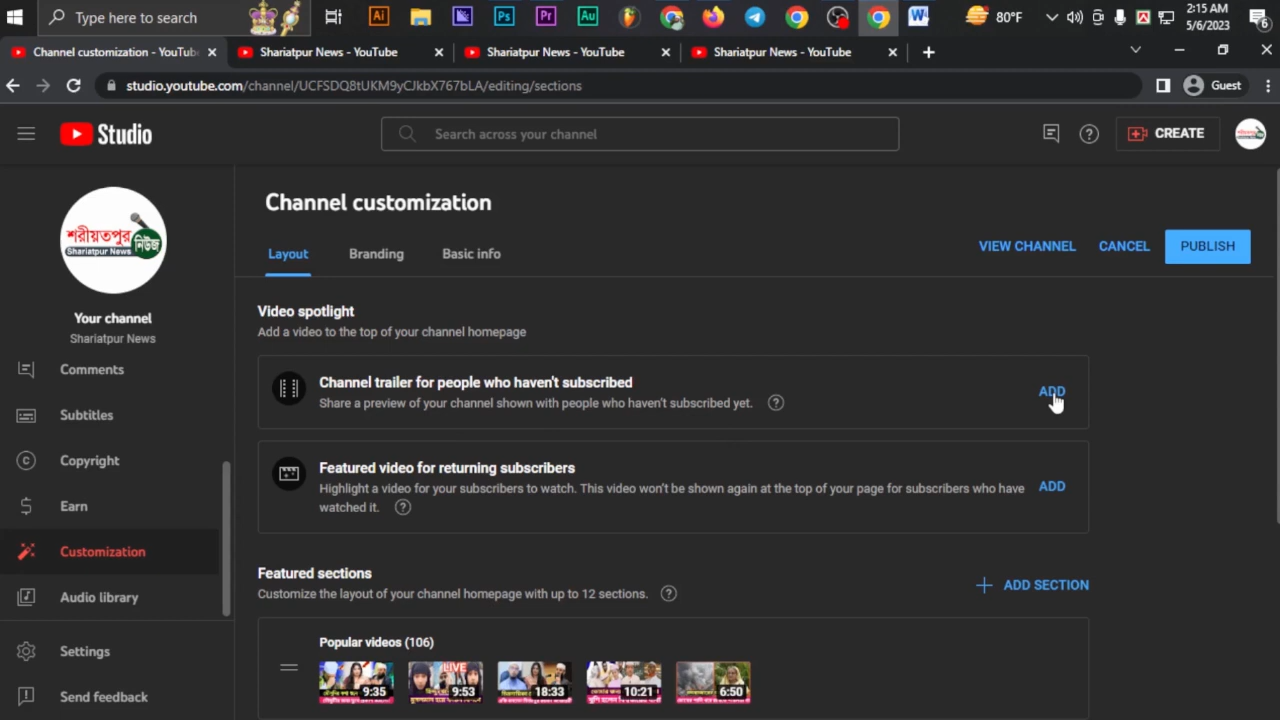 Type here to search
Ai
Ps
Pr
Au
80°F
2:15 AM
5/6/2023
6
Channel customization - YouTub
Shariatpur News - YouTube
Shariatpur News - YouTube
Shariatpur News - YouTube
studio.youtube.com/channel/UCFSDQ8tUKM9yCJkbX767bLA/editing/sections
Guest
Studio
Search across your channel
CREATE
শরীয়তপুর
নিউজ
Shariatpur News
Your channel
Shariatpur News
Comments
Subtitles
Copyright
Earn
Customization
Audio library
Settings
Send feedback
Channel customization
Layout
Branding
Basic info
VIEW CHANNEL
CANCEL
PUBLISH
Video spotlight
Add a video to the top of your channel homepage
Channel trailer for people who haven't subscribed
Share a preview of your channel shown with people who haven't subscribed yet.
ADD
Featured video for returning subscribers
Highlight a video for your subscribers to watch. This video won't be shown again at the top of your page for subscribers who have
watched it.
ADD
Featured sections
Customize the layout of your channel homepage with up to 12 sections.
ADD SECTION
Popular videos (106)
9:35
LIVE
9:53
18:33
10:21
6:50